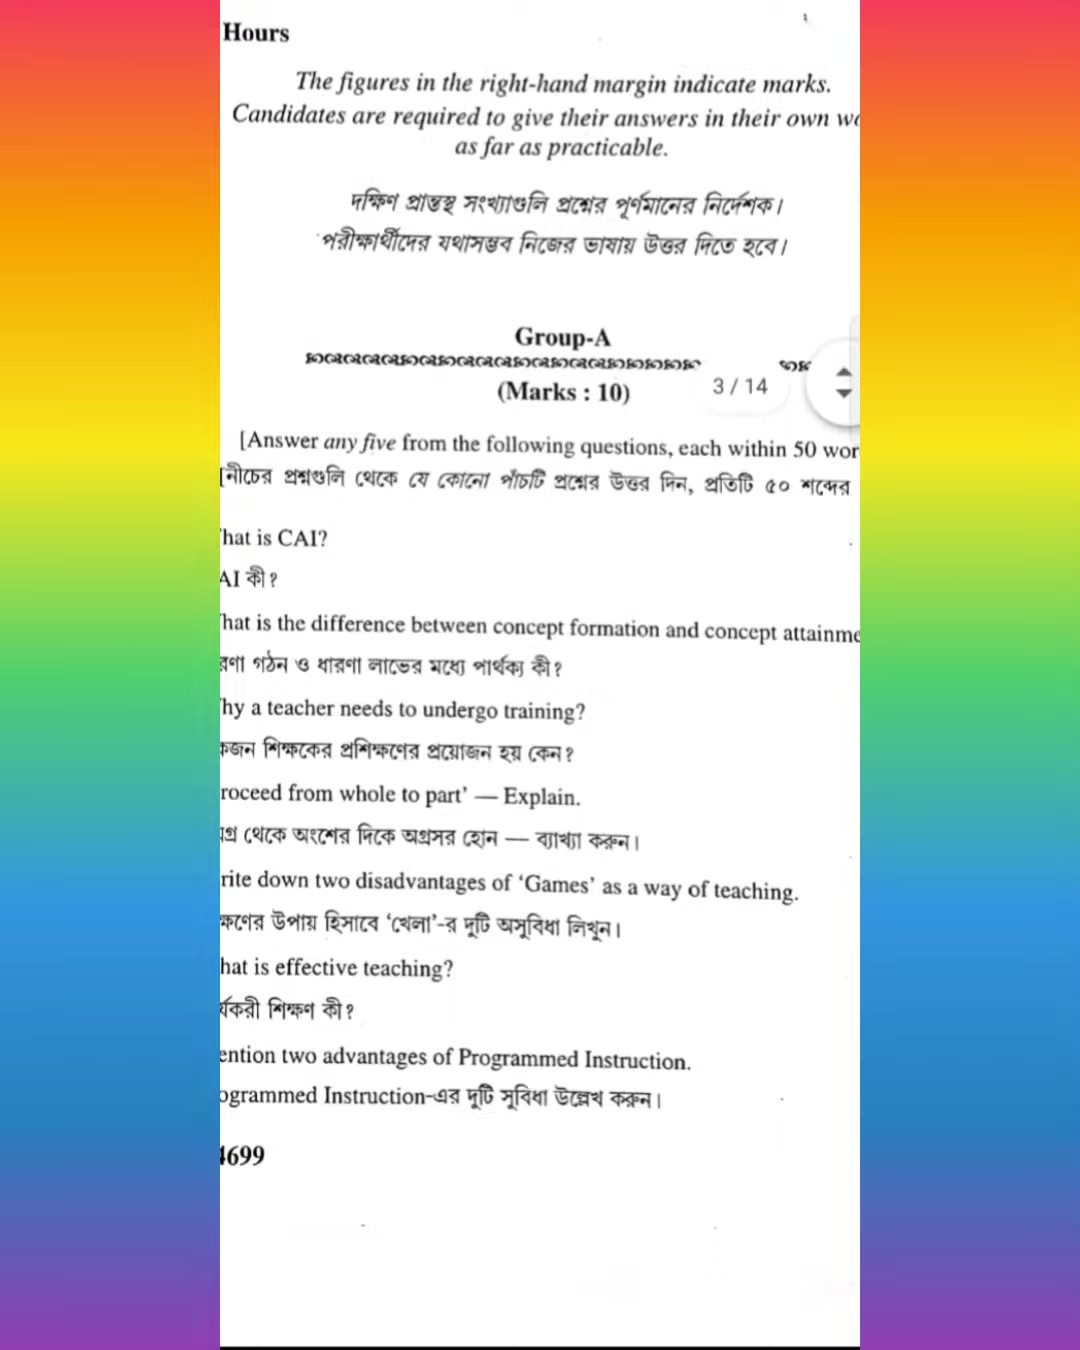 Hours
The figures in the right-hand margin indicate marks.
Candidates are required to give their answers in their own wo
as far as practicable.
দক্ষিণ প্রান্তস্থ সংখ্যাগুলি প্রশ্নের পূর্ণমানের নির্দেশক।
পরীক্ষার্থীদের যথাসম্ভব নিজের ভাষায় উত্তর দিতে হবে।
Group-A
(Marks : 10)
3 / 14
[Answer any five from the following questions, each within 50 wor
[নীচের প্রশ্নগুলি থেকে যে কোনো পাঁচটি প্রশ্নের উত্তর দিন, প্রতিটি ৫০ শব্দের
hat is CAI?
AI কী?
hat is the difference between concept formation and concept attainme
রণা গঠন ও ধারণা লাভের মধ্যে পার্থক্য কী?
hy a teacher needs to undergo training?
কজন শিক্ষকের প্রশিক্ষণের প্রয়োজন হয় কেন?
roceed from whole to part' — Explain.
গ্র থেকে অংশের দিকে অগ্রসর হোন — ব্যাখ্যা করুন।
rite down two disadvantages of 'Games' as a way of teaching.
ক্ষণের উপায় হিসাবে 'খেলা'-র দুটি অসুবিধা লিখুন।
hat is effective teaching?
র্যকরী শিক্ষণ কী?
ention two advantages of Programmed Instruction.
ogrammed Instruction-এর দুটি সুবিধা উল্লেখ করুন।
4699